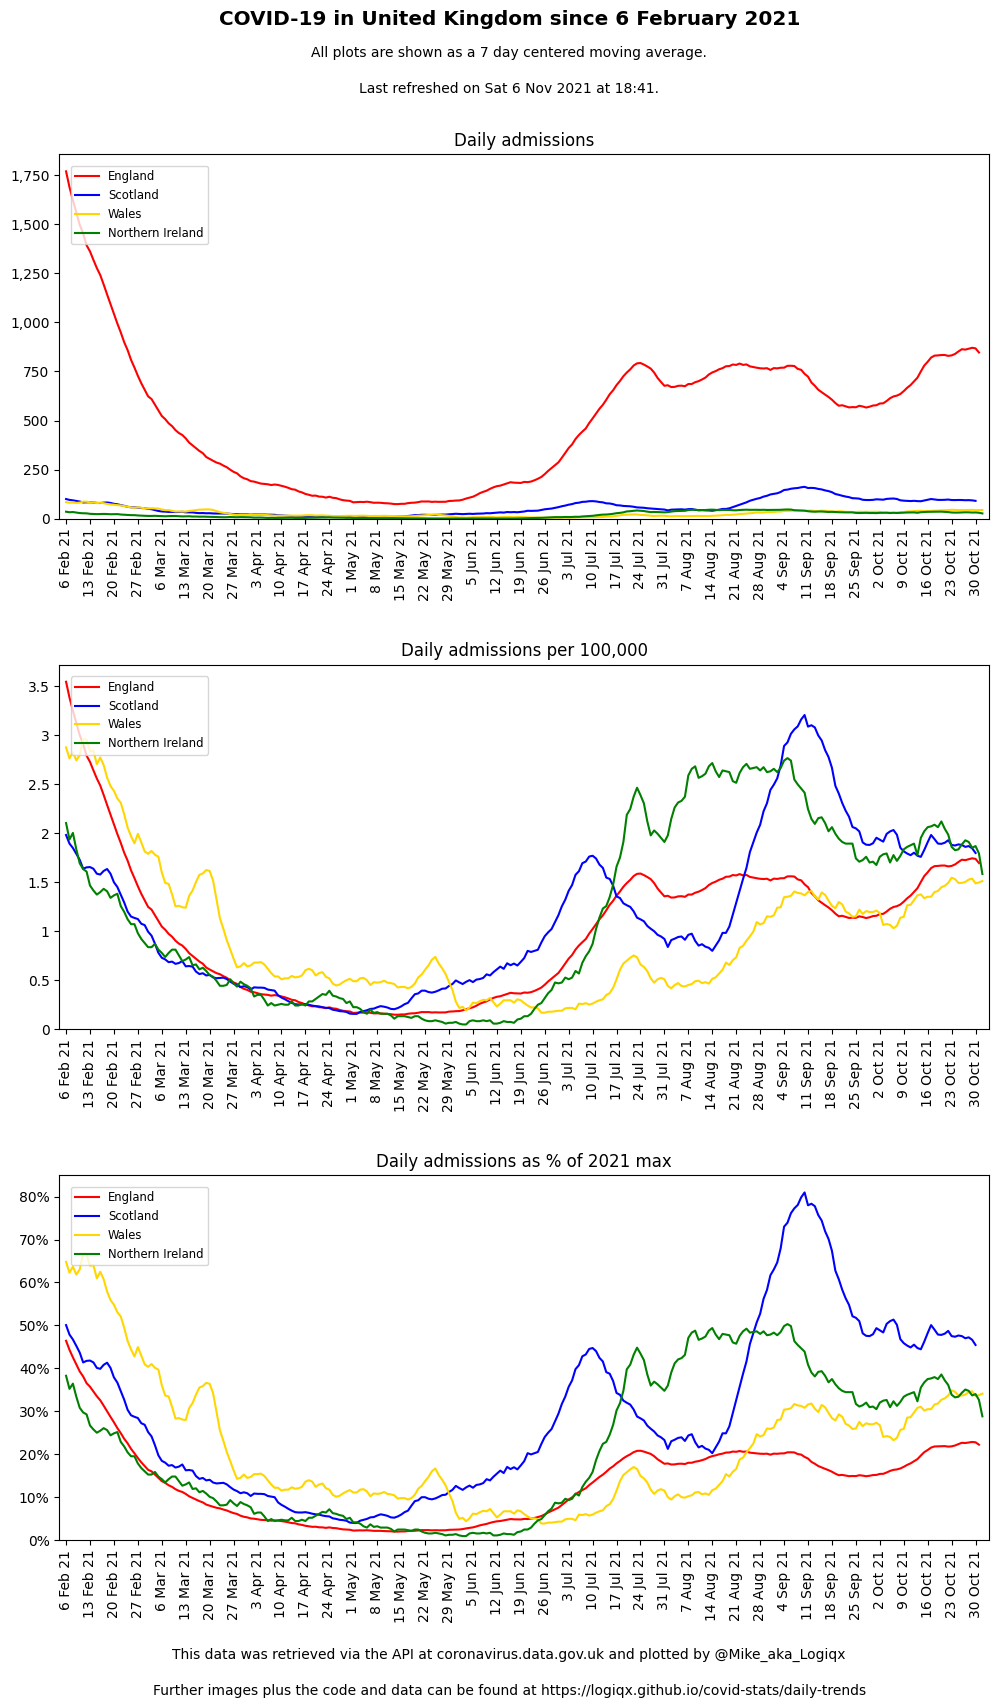 COVID-19 in United Kingdom since 6 February 2021
All plots are shown as a 7 day centered moving average.
Last refreshed on Sat 6 Nov 2021 at 18:41.
Daily admissions
1,750
1,500
1,250
1,000
750
500
250
0
England
Scotland
Wales
Northern Ireland
6 Feb 21
13 Feb 21
20 Feb 21
27 Feb 21
6 Mar 21
13 Mar 21
20 Mar 21
27 Mar 21
3 Apr 21
10 Apr 21
17 Apr 21
24 Apr 21
1 May 21
8 May 21
15 May 21
22 May 21
29 May 21
5 Jun 21
12 Jun 21
19 Jun 21
26 Jun 21
3 Jul 21
10 Jul 21
17 Jul 21
24 Jul 21
31 Jul 21
7 Aug 21
14 Aug 21
21 Aug 21
28 Aug 21
4 Sep 21
11 Sep 21
18 Sep 21
25 Sep 21
2 Oct 21
9 Oct 21
16 Oct 21
23 Oct 21
30 Oct 21
Daily admissions per 100,000
3.5
3
2.5
2
1.5
1
0.5
0
England
Scotland
Wales
Northern Ireland
6 Feb 21
13 Feb 21
20 Feb 21
27 Feb 21
6 Mar 21
13 Mar 21
20 Mar 21
27 Mar 21
3 Apr 21
10 Apr 21
17 Apr 21
24 Apr 21
1 May 21
8 May 21
15 May 21
22 May 21
29 May 21
5 Jun 21
12 Jun 21
19 Jun 21
26 Jun 21
3 Jul 21
10 Jul 21
17 Jul 21
24 Jul 21
31 Jul 21
7 Aug 21
14 Aug 21
21 Aug 21
28 Aug 21
4 Sep 21
11 Sep 21
18 Sep 21
25 Sep 21
2 Oct 21
9 Oct 21
16 Oct 21
23 Oct 21
30 Oct 21
Daily admissions as % of 2021 max
80%
70%
60%
50%
40%
30%
20%
10%
0%
England
Scotland
Wales
Northern Ireland
6 Feb 21
13 Feb 21
20 Feb 21
27 Feb 21
6 Mar 21
13 Mar 21
20 Mar 21
27 Mar 21
3 Apr 21
10 Apr 21
17 Apr 21
24 Apr 21
1 May 21
8 May 21
15 May 21
22 May 21
29 May 21
5 Jun 21
12 Jun 21
19 Jun 21
26 Jun 21
3 Jul 21
10 Jul 21
17 Jul 21
24 Jul 21
31 Jul 21
7 Aug 21
14 Aug 21
21 Aug 21
28 Aug 21
4 Sep 21
11 Sep 21
18 Sep 21
25 Sep 21
2 Oct 21
9 Oct 21
16 Oct 21
23 Oct 21
30 Oct 21
This data was retrieved via the API at coronavirus.data.gov.uk and plotted by @Mike_aka_Logiqx
Further images plus the code and data can be found at https://logiqx.github.io/covid-stats/daily-trends